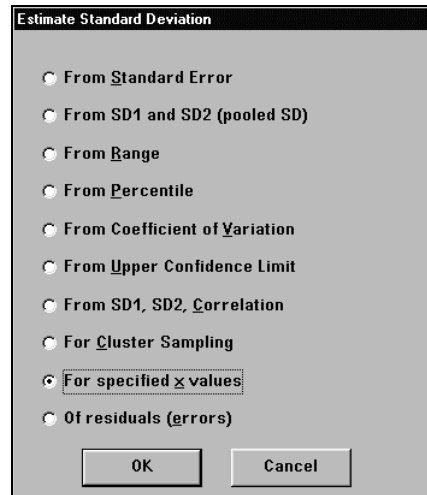 Estimate Standard Deviation
From Standard Error
From SD1 and SD2 (pooled SD)
From Range
From Percentile
From Coefficient of Variation
From Upper Confidence Limit
From SD1, SD2, Correlation
For Cluster Sampling
For specified x values
Of residuals (errors)
OK Cancel